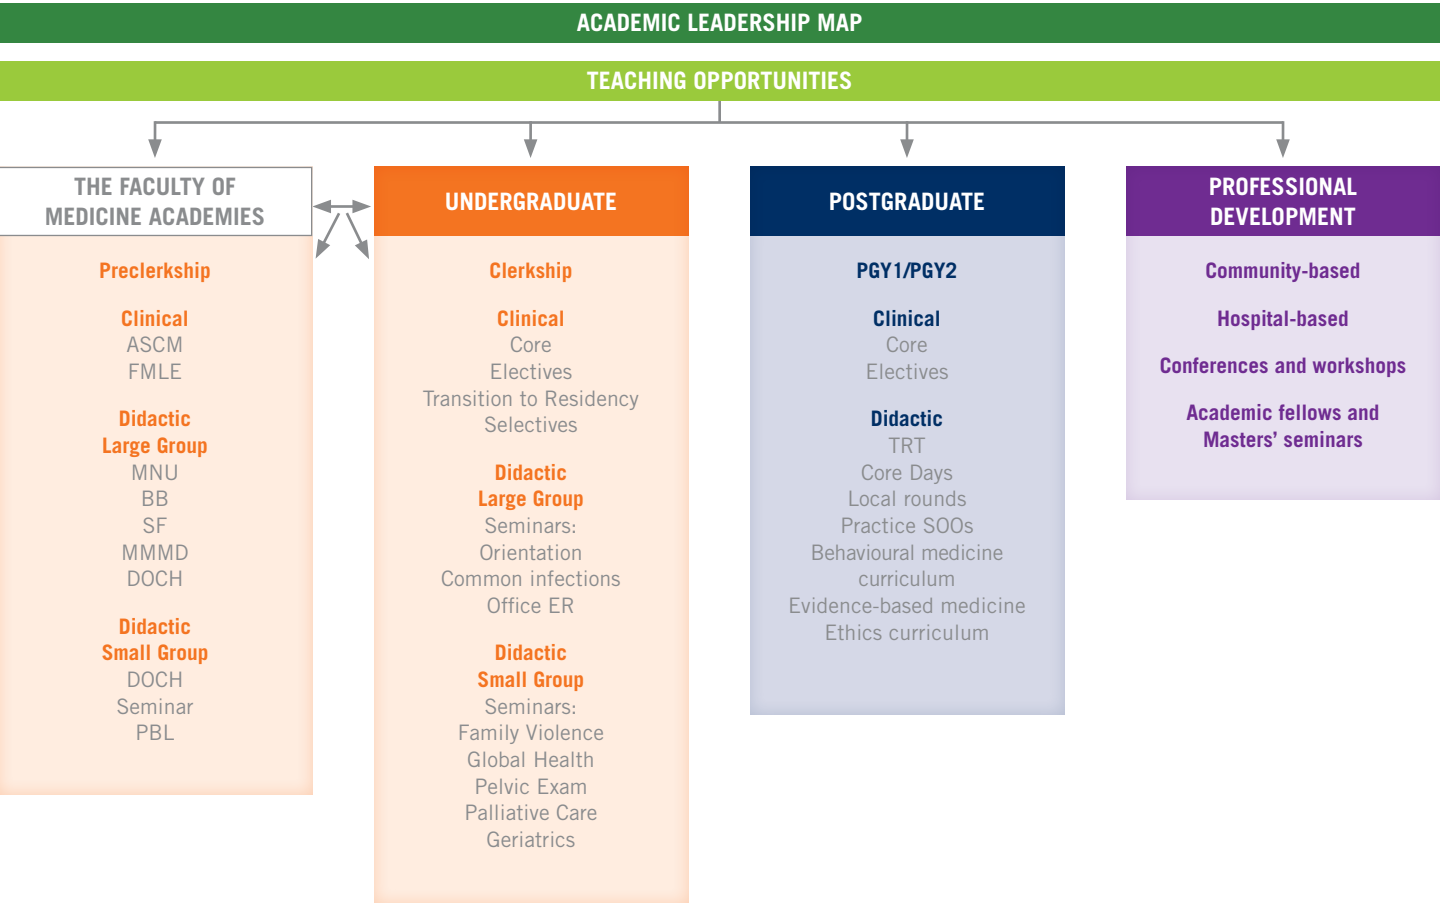 ACADEMIC LEADERSHIP MAP
TEACHING OPPORTUNITIES
THE FACULTY OF
MEDICINE ACADEMIES
Preclerkship
Clinical
ASCM
FMLE
Didactic
Large Group
MNU
BB
SF
MMMD
DOCH
Didactic
Small Group
DOCH
Seminar
PBL
UNDERGRADUATE
Clerkship
Clinical
Core
Electives
Transition to Residency
Selectives
Didactic
Large Group
Seminars:
Orientation
Common infections
Office ER
Didactic
Small Group
Seminars:
Family Violence
Global Health
Pelvic Exam
Palliative Care
Geriatrics
POSTGRADUATE
PGY1/PGY2
Clinical
Core
Electives
Didactic
TRT
Core Days
Local rounds
Practice SOOs
Behavioural medicine
curriculum
Evidence-based medicine
Ethics curriculum
PROFESSIONAL
DEVELOPMENT
Community-based
Hospital-based
Conferences and workshops
Academic fellows and
Masters’ seminars